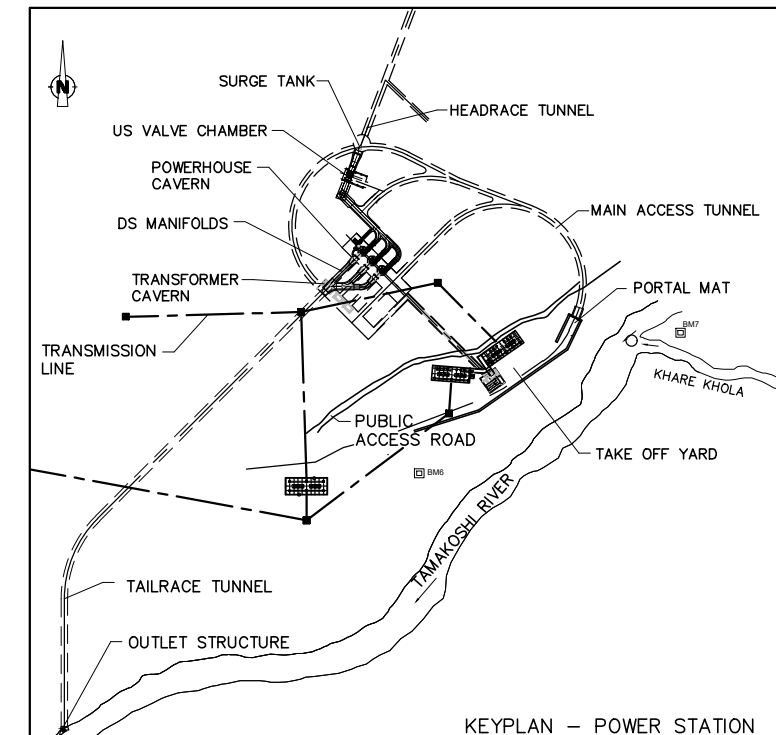 N
SURGE TANK
HEADRACE TUNNEL
US VALVE CHAMBER
POWERHOUSE
CAVERN
DS MANIFOLDS
MAIN ACCESS TUNNEL
TRANSFORMER
CAVERN
PORTAL MAT
BM7
TRANSMISSION
LINE
KHARE KHOLA
PUBLIC
ACCESS ROAD
TAKE OFF YARD
BM6
TAMAKOSHI RIVER
TAILRACE TUNNEL
OUTLET STRUCTURE
KEYPLAN – POWER STATION